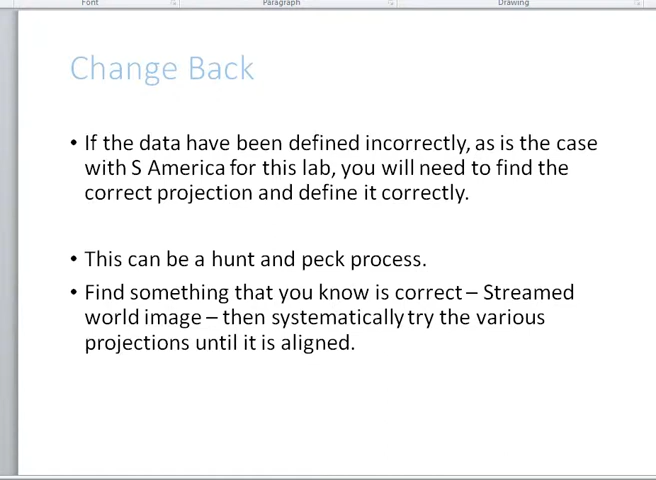 Font Paragraph Drawing
Change Back
• If the data have been defined incorrectly, as is the case
with S America for this lab, you will need to find the
correct projection and define it correctly.
• This can be a hunt and peck process.
• Find something that you know is correct – Streamed
world image – then systematically try the various
projections until it is aligned.